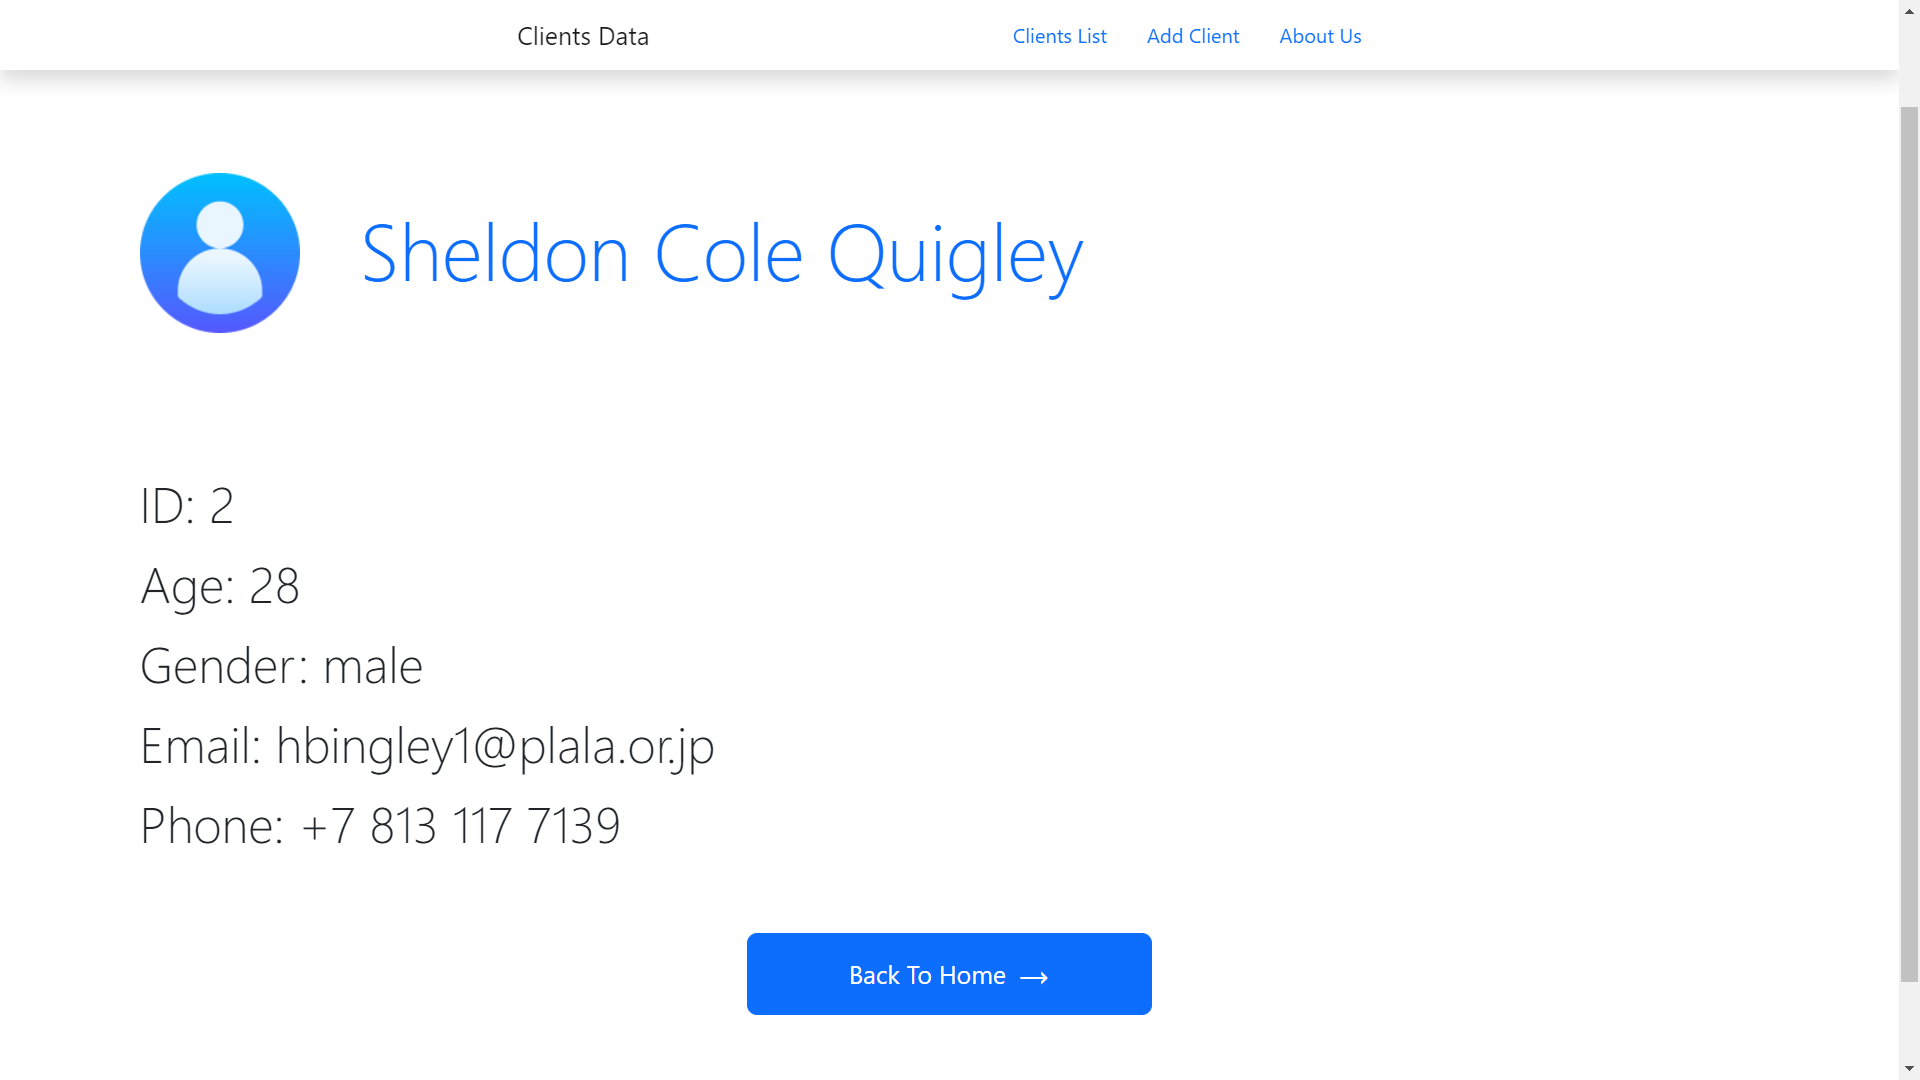 Clients Data
Clients List
Add Client
About Us
Sheldon Cole Quigley
ID: 2
Age: 28
Gender: male
Email: hbingley1@plala.or.jp
Phone: +7 813 117 7139
Back To Home →